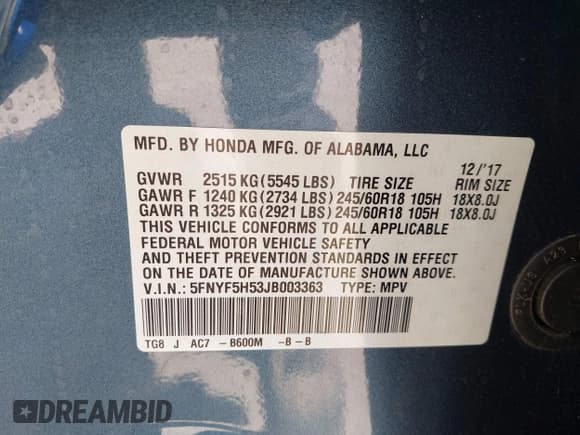 MFD. BY HONDA MFG. OF ALABAMA, LLC
12/'17
GVWR 2515 KG(5545 LBS) TIRE SIZE RIM SIZE
GAWR F 1240 KG(2734 LBS)245/60R18 105H 18X8.0J
GAWR R 1325 KG(2921 LBS)245/60R18 105H 18X8.0J
THIS VEHICLE CONFORMS TO ALL APPLICABLE
FEDERAL MOTOR VEHICLE SAFETY
AND THEFT PREVENTION STANDARDS IN EFFECT
ON THE DATE OF MANUFACTURE SHOWN ABOVE.
V.I.N.: 5FNYF5H53JB003363 TYPE: MPV
TG8 J AC7 -B600M -B-B
DREAMBID